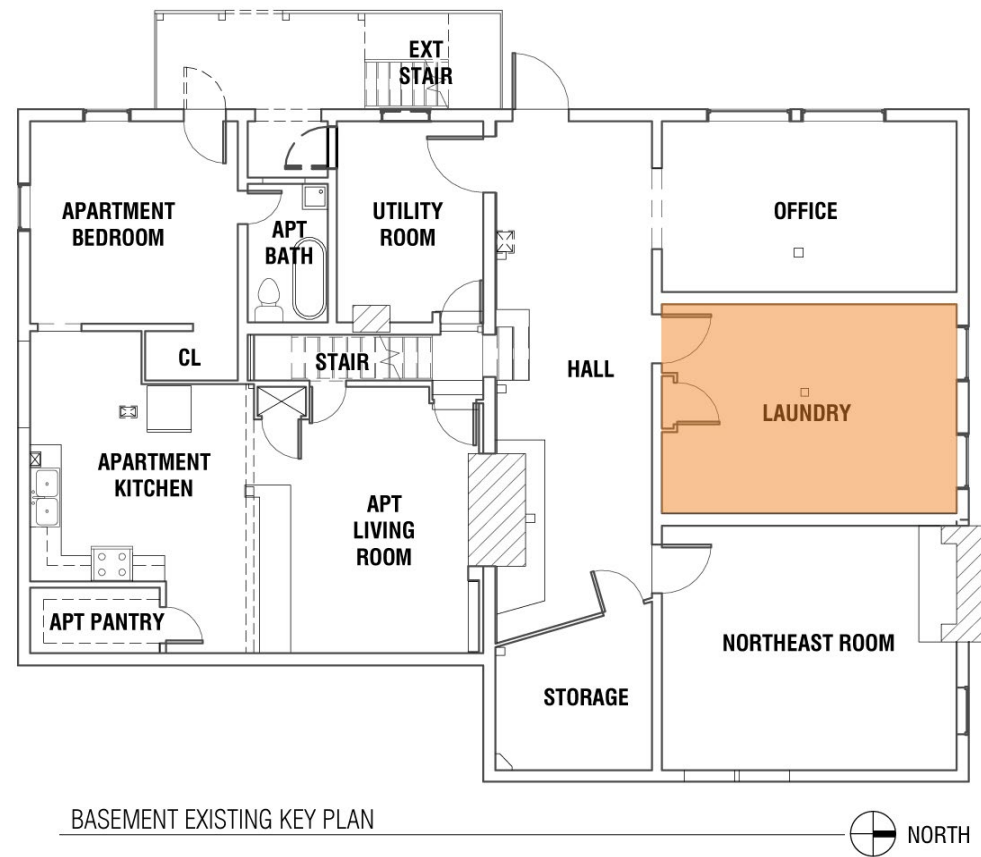 EXT
STAIR
APARTMENT
BEDROOM
APT
BATH
UTILITY
ROOM
OFFICE
CL
STAIR
HALL
LAUNDRY
APARTMENT
KITCHEN
APT
LIVING
ROOM
APT PANTRY
NORTHEAST ROOM
STORAGE
BASEMENT EXISTING KEY PLAN
NORTH